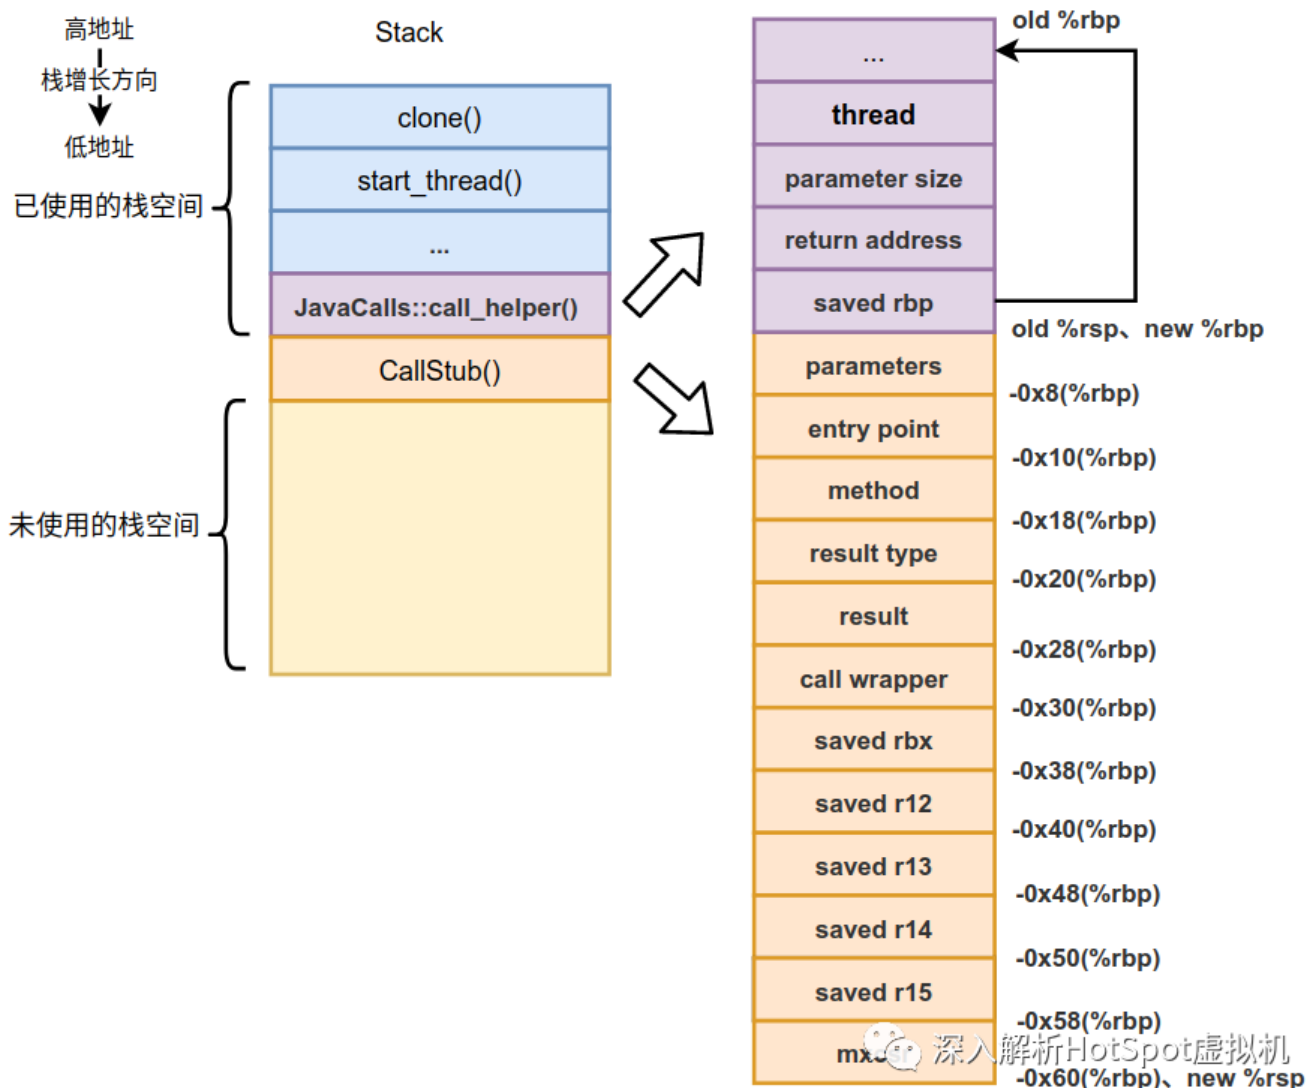 高地址
栈增长方向
低地址
已使用的栈空间
未使用的栈空间
Stack
clone()
start_thread()
...
JavaCalls::call_helper()
CallStub()
old %rbp
...
thread
parameter size
return address
saved rbp
old %rsp、new %rbp
parameters
-0x8(%rbp)
entry point
-0x10(%rbp)
method
-0x18(%rbp)
result type
-0x20(%rbp)
result
-0x28(%rbp)
call wrapper
-0x30(%rbp)
saved rbx
-0x38(%rbp)
saved r12
-0x40(%rbp)
saved r13
-0x48(%rbp)
saved r14
-0x50(%rbp)
saved r15
-0x58(%rbp)
mxcsr
深入解析HotSpot虚拟机
-0x60(%rbp)、new %rsp